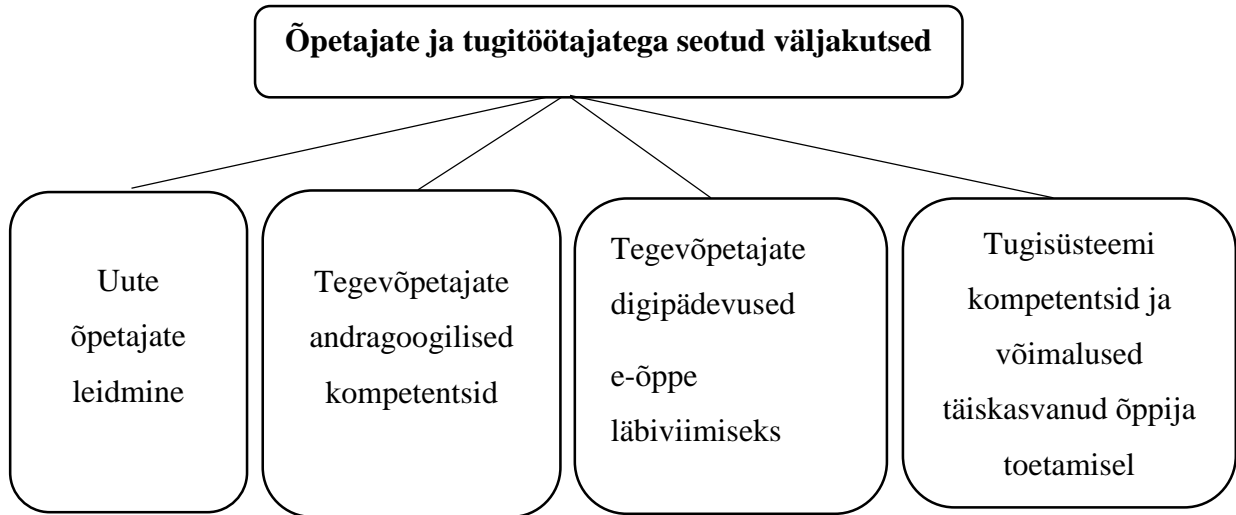 Õpetajate ja tugitöötajatega seotud väljakutsed
Uute
õpetajate
leidmine
Tegevõpetajate
andragoogilised
kompetentsid
Tegevõpetajate
digipädevused
e-õppe
läbiviimiseks
Tugisüsteemi
kompetentsid ja
võimalused
täiskasvanud õppija
toetamisel